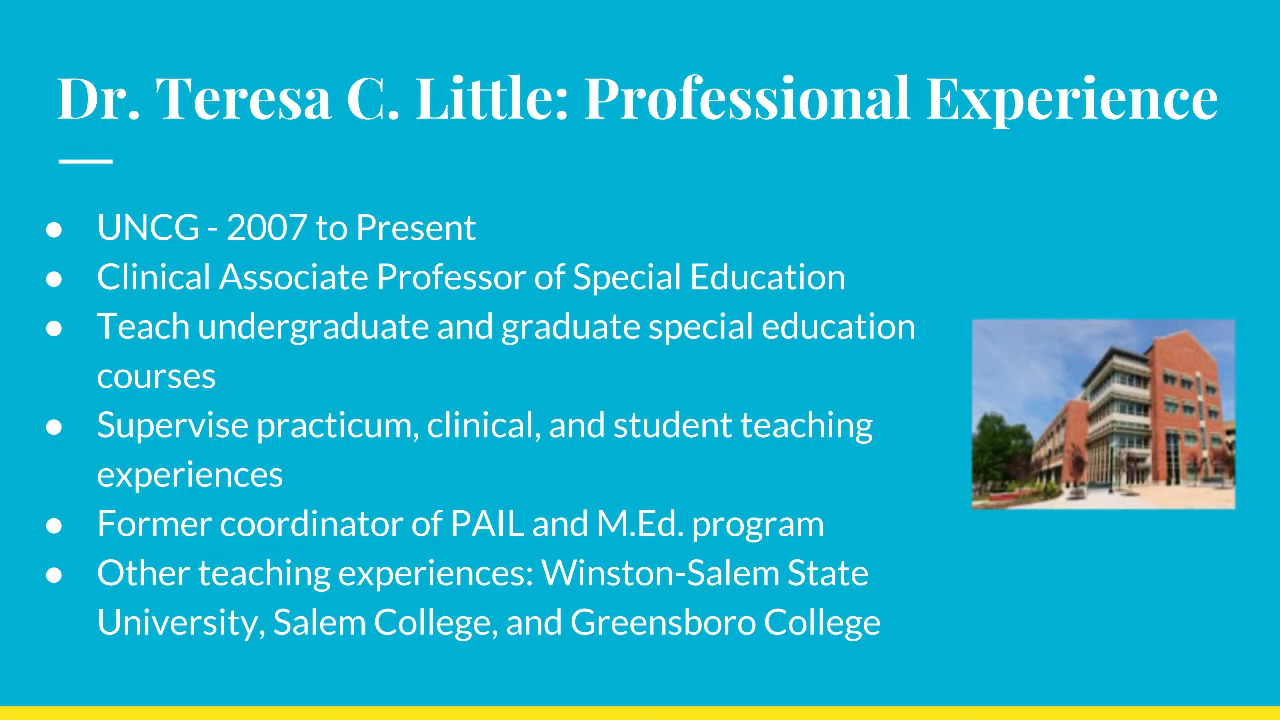 Dr. Teresa C. Little: Professional Experience
● UNCG - 2007 to Present
● Clinical Associate Professor of Special Education
● Teach undergraduate and graduate special education
courses
● Supervise practicum, clinical, and student teaching
experiences
● Former coordinator of PAIL and M.Ed. program
● Other teaching experiences: Winston-Salem State
University, Salem College, and Greensboro College